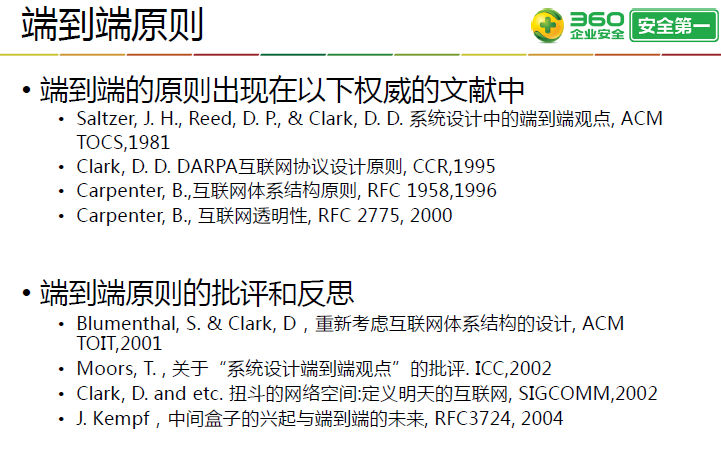 端到端原则
360
企业安全
安全第一
• 端到端的原则出现在以下权威的文献中
• Saltzer, J. H., Reed, D. P., & Clark, D. D. 系统设计中的端到端观点, ACM
TOCS,1981
• Clark, D. D. DARPA互联网协议设计原则, CCR,1995
• Carpenter, B.,互联网体系结构原则, RFC 1958,1996
• Carpenter, B., 互联网透明性, RFC 2775, 2000
• 端到端原则的批评和反思
• Blumenthal, S. & Clark, D，重新考虑互联网体系结构的设计, ACM
TOIT,2001
• Moors, T. , 关于“系统设计端到端观点”的批评. ICC,2002
• Clark, D. and etc. 扭斗的网络空间:定义明天的互联网, SIGCOMM,2002
• J. Kempf，中间盒子的兴起与端到端的未来, RFC3724, 2004